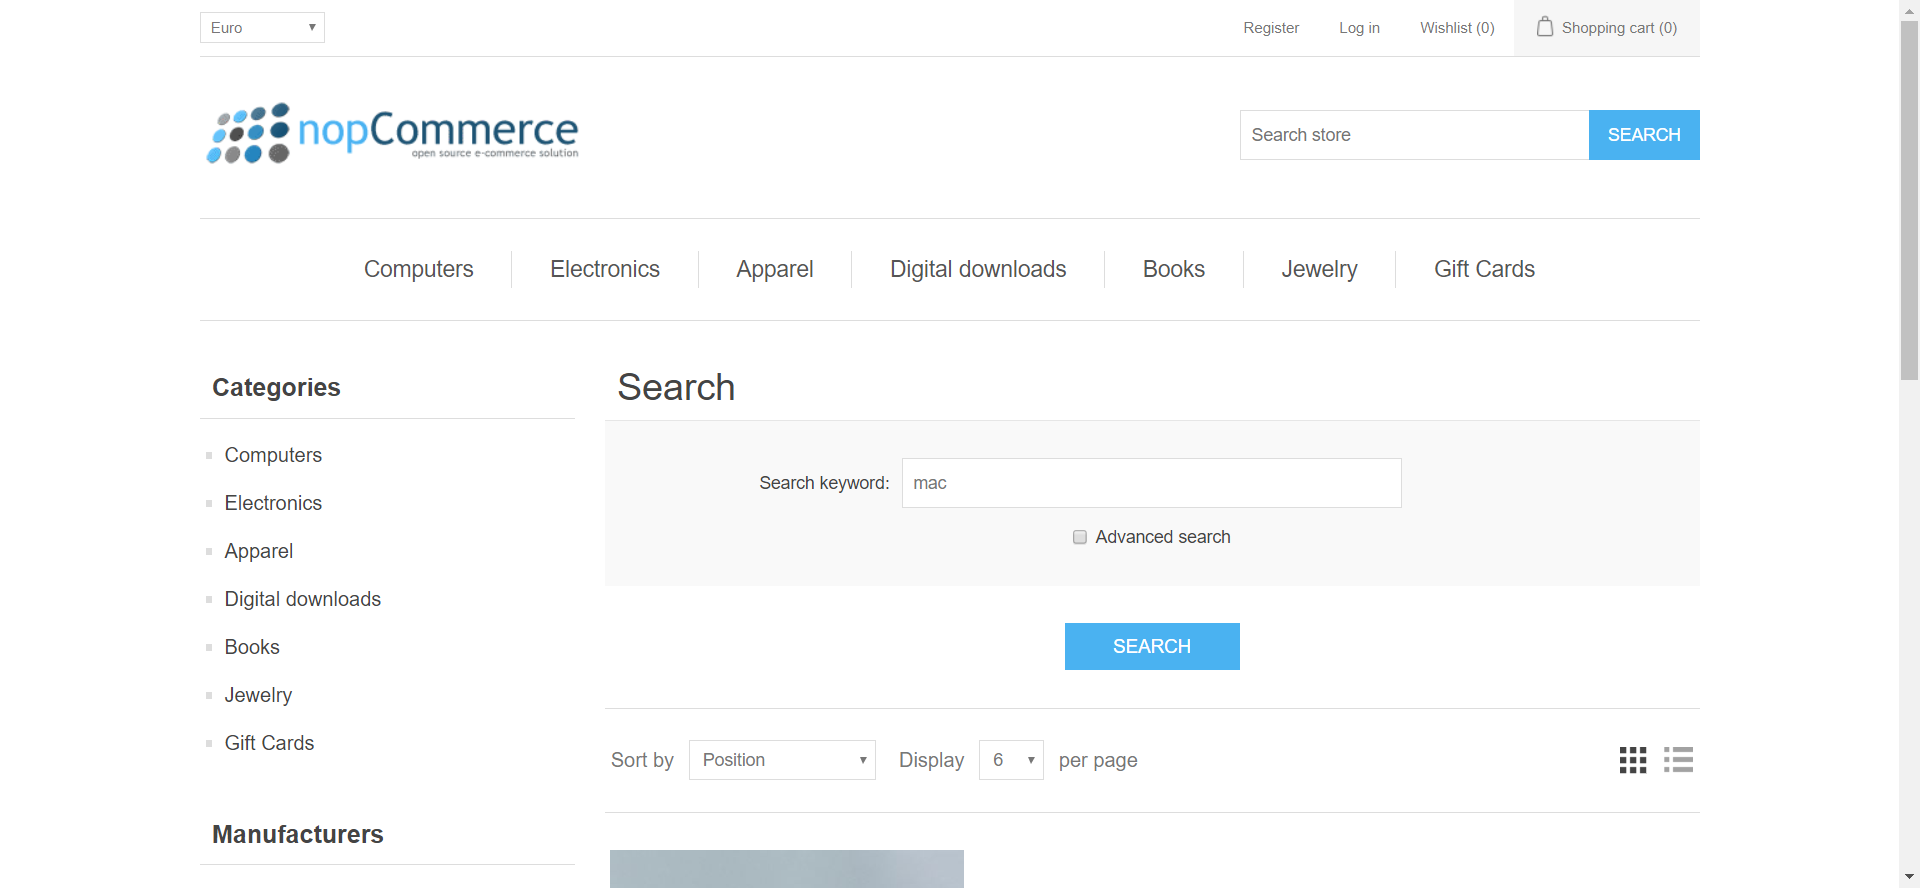 Euro
Register
Log in
Wishlist (0)
Shopping cart (0)
nopCommerce
open source e-commerce solution
Search store
SEARCH
Computers
Electronics
Apparel
Digital downloads
Books
Jewelry
Gift Cards
Categories
Computers
Electronics
Apparel
Digital downloads
Books
Jewelry
Gift Cards
Manufacturers
Search
Search keyword: mac
Advanced search
SEARCH
Sort by Position Display 6 per page